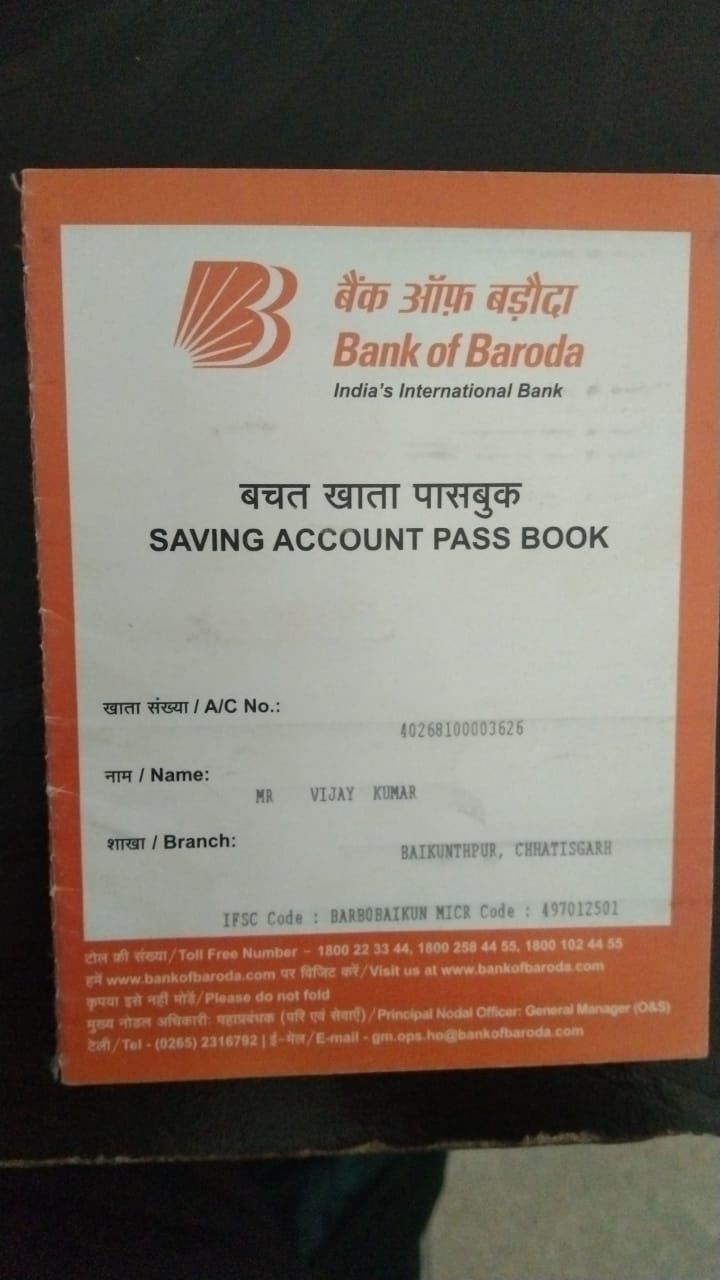 बैंक ऑफ़ बड़ौदा
Bank of Baroda
India's International Bank
बचत खाता पासबुक
SAVING ACCOUNT PASS BOOK
खाता संख्या / A/C No.:
40268100003626
नाम / Name:
MR VIJAY KUMAR
शाखा / Branch:
BAIKUNTHPUR, CHHATISGARH
IFSC Code : BARB0BAIKUN MICR Code : 497012501
टोल फ्री संख्या/Toll Free Number – 1800 22 33 44, 1800 258 44 55, 1800 102 44 55
हमें www.bankofbaroda.com पर विजिट करें/Visit us at www.bankofbaroda.com
कृपया इसे नहीं मोडें/Please do not fold
मुख्य नोडल अधिकारी: महाप्रबंधक (परि एवं सेवाएँ)/Principal Nodal Officer: General Manager (O&S)
टेली/Tel - (0265) 2316792 | ई-मेल/E-mail - gm.ops.ho@bankofbaroda.com